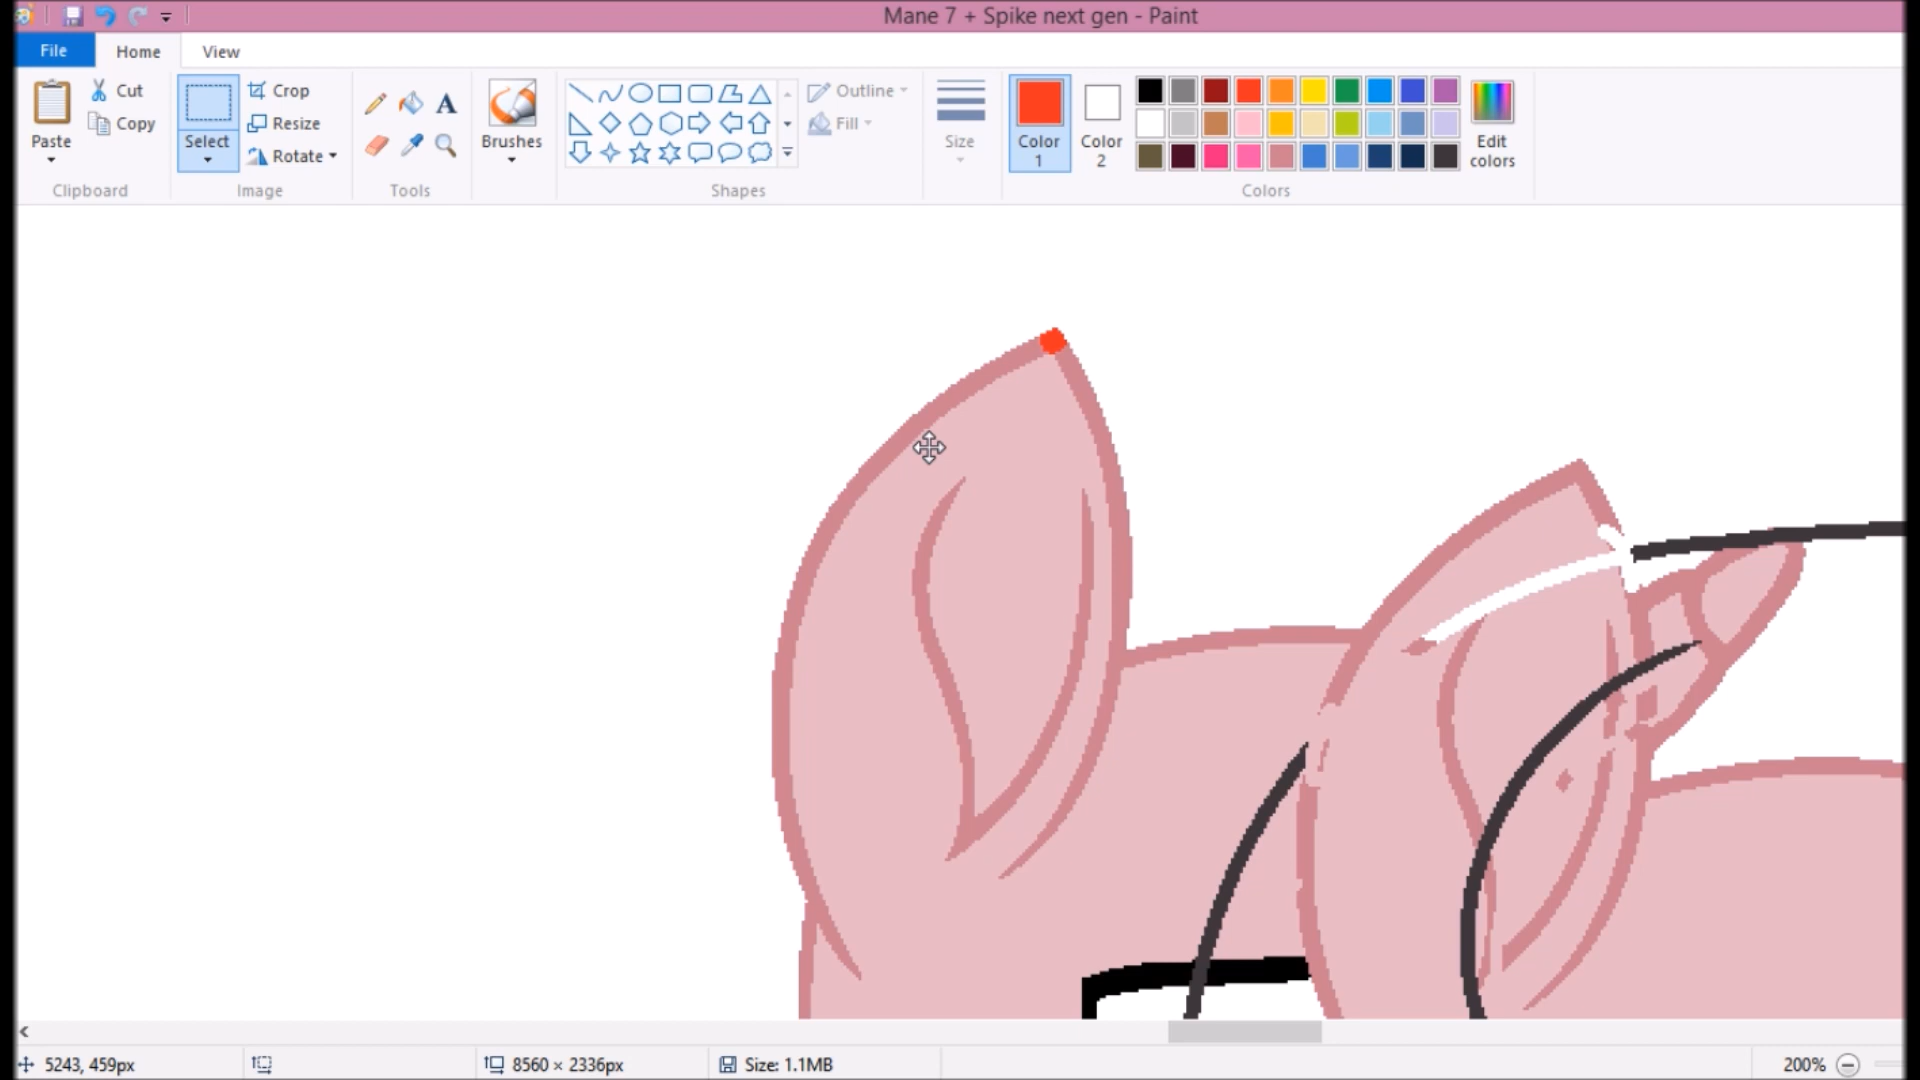 Mane 7 + Spike next gen - Paint
File Home View
Paste Cut Copy Select Crop Resize Rotate A Brushes Outline Fill Size Color 1 Color 2 Edit colors
Clipboard Image Tools Shapes Colors
5243, 459px 8560 × 2336px Size: 1.1MB 200%